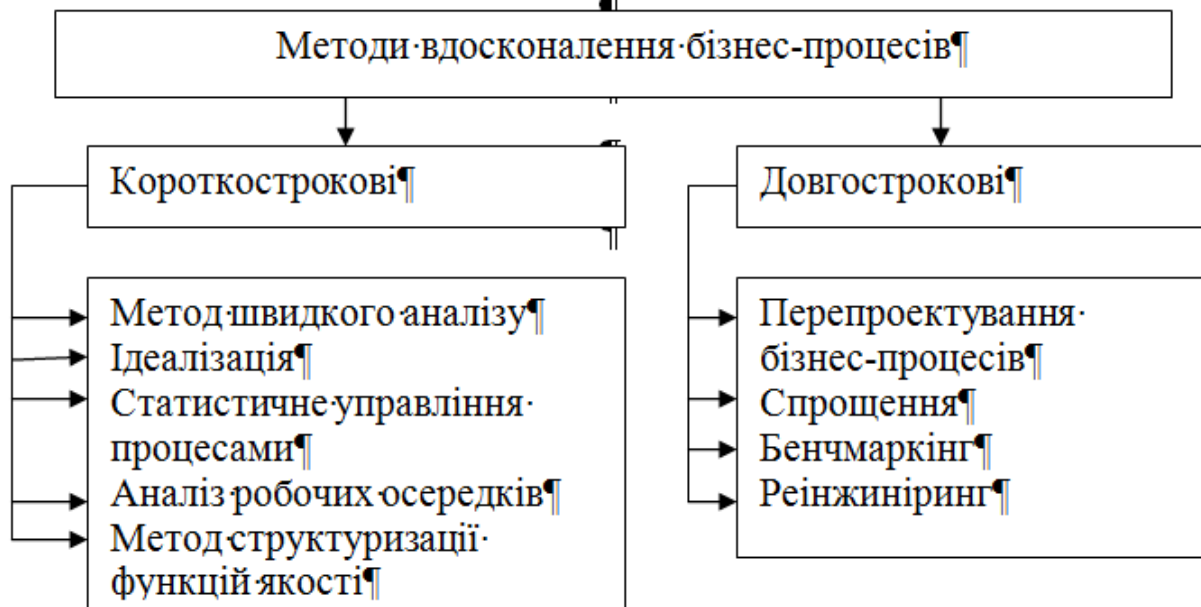 Методи вдосконалення бізнес-процесів¶
Короткострокові¶
Довгострокові¶
Метод швидкого аналізу¶
Ідеалізація¶
Статистичне управління
процесами¶
Аналіз робочих осередків¶
Метод структуризації
функцій якості¶
Перепроектування
бізнес-процесів¶
Спрощення¶
Бенчмаркінг¶
Реінжиніринг¶